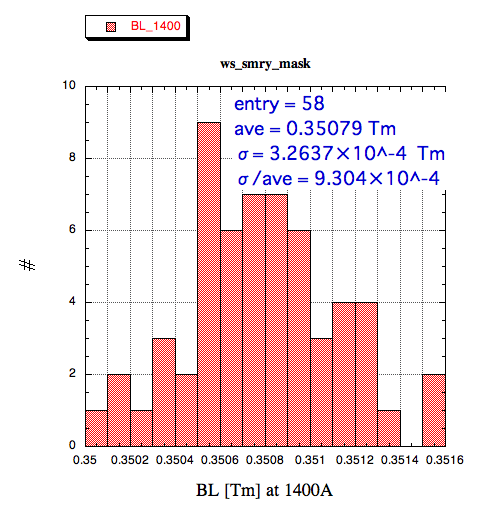 BL_1400
ws_smry_mask
entry = 58
ave = 0.35079 Tm
σ = 3.2637×10^-4 Tm
σ/ave = 9.304×10^-4
10
8
6
4
2
0
#
0.35 0.3502 0.3504 0.3506 0.3508 0.351 0.3512 0.3514 0.3516
BL [Tm] at 1400A